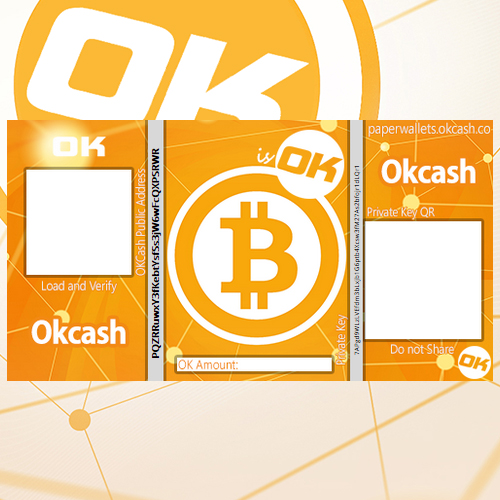 OK
OK
OKCash Public Address
Load and Verify
Okcash
PQZRRuwxY3fKebtYsfSs3jW6wFcQXPSRWR
is OK
OK Amount:
Private Key
paperwallets.okcash.co
Okcash
Private Key QR
Do not Share
OK